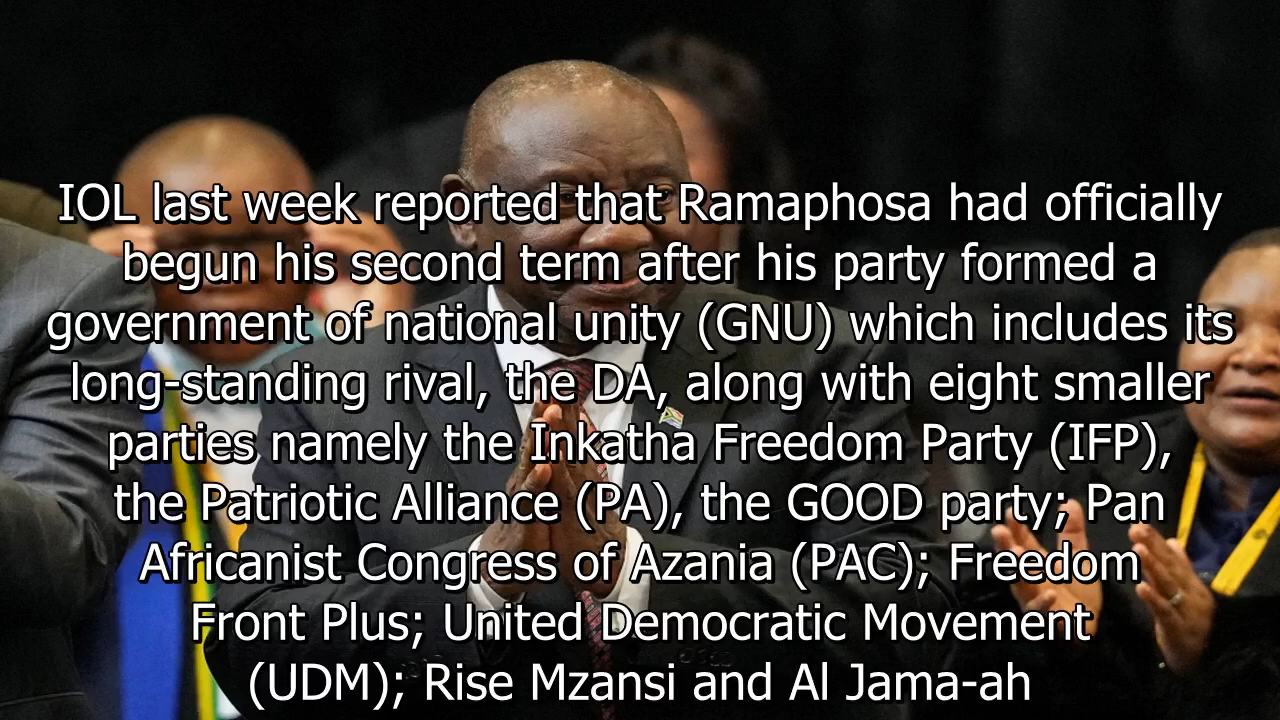 IOL last week reported that Ramaphosa had officially
begun his second term after his party formed a
government of national unity (GNU) which includes its
long-standing rival, the DA, along with eight smaller
parties namely the Inkatha Freedom Party (IFP),
the Patriotic Alliance (PA), the GOOD party; Pan
Africanist Congress of Azania (PAC); Freedom
Front Plus; United Democratic Movement
(UDM); Rise Mzansi and Al Jama-ah